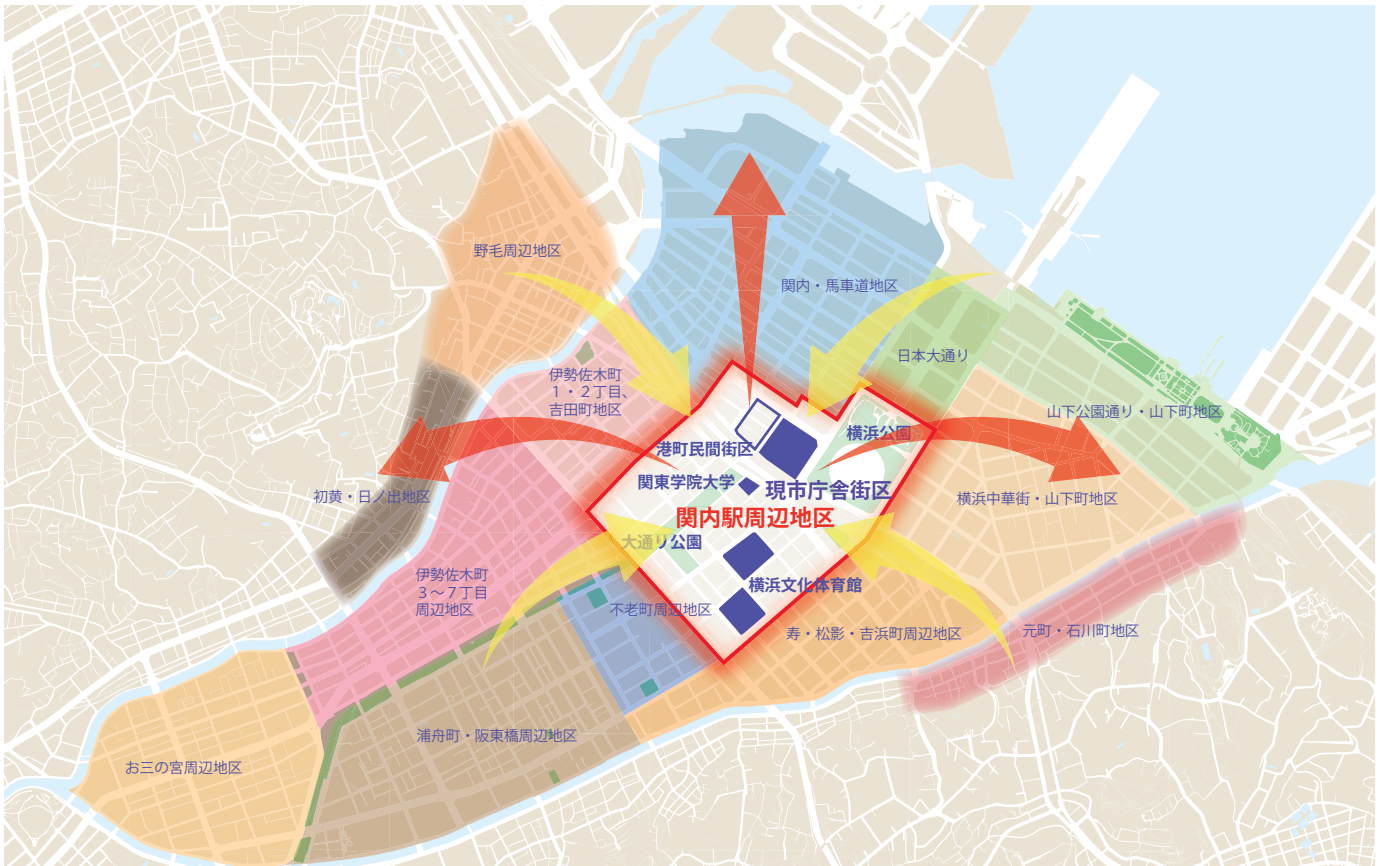 野毛周辺地区
関内・馬車道地区
日本大通り
伊勢佐木町
１・２丁目、
吉田町地区
山下公園通り・山下町地区
横浜公園
港町民間街区
関東学院大学
現市庁舎街区
初黄・日ノ出地区
横浜中華街・山下町地区
関内駅周辺地区
大通り公園
伊勢佐木町
３～７丁目
周辺地区
横浜文化体育館
不老町周辺地区
寿・松影・吉浜町周辺地区
元町・石川町地区
浦舟町・阪東橋周辺地区
お三の宮周辺地区